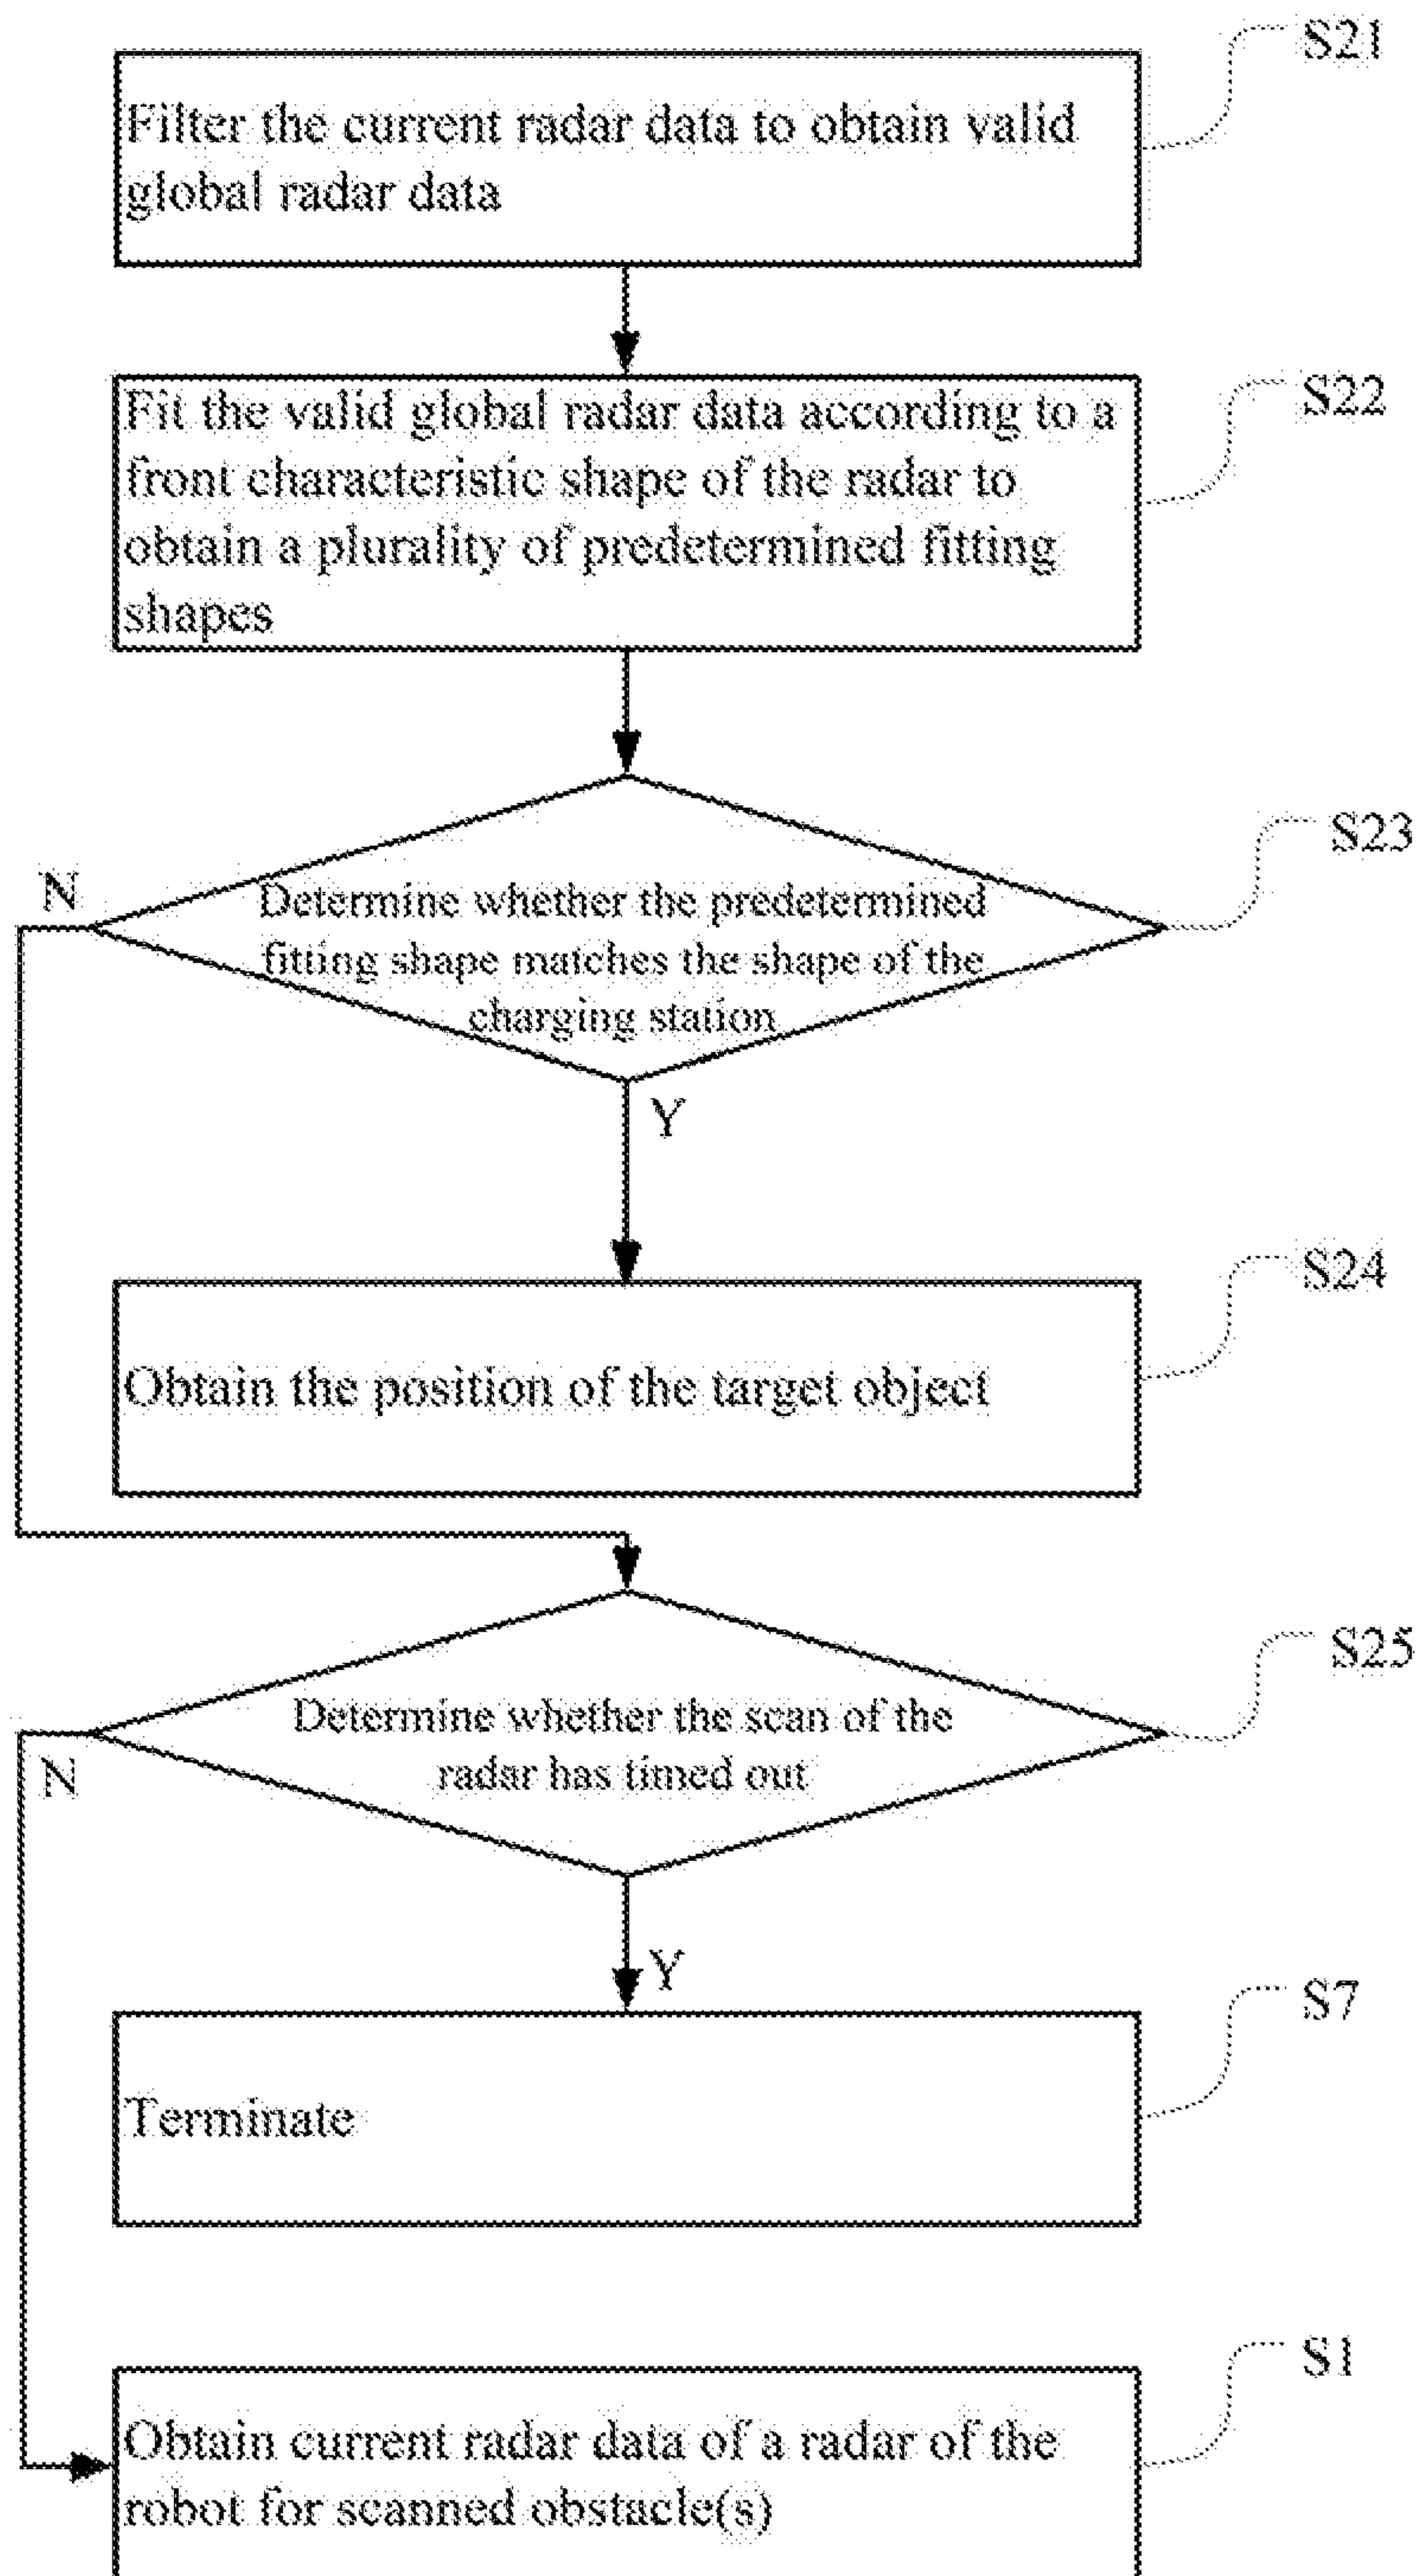 S21
Filter the current radar data to obtain valid
global radar data
S22
Fit the valid global radar data according to a
front characteristic shape of the radar to
obtain a plurality of predetermined fitting
shapes
S23
N
Determine whether the predetermined
fitting shape matches the shape of the
charging station
Y
S24
Obtain the position of the target object
S25
Determine whether the scan of the
radar has timed out
N
Y
S7
Terminate
S1
Obtain current radar data of a radar of the
robot for scanned obstacle(s)